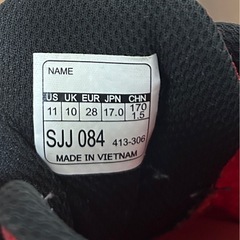 NAME
US UK EUR JPN CHN
11 10 28 17.0 170
1.5
SJJ 084 413-306
MADE IN VIETNAM